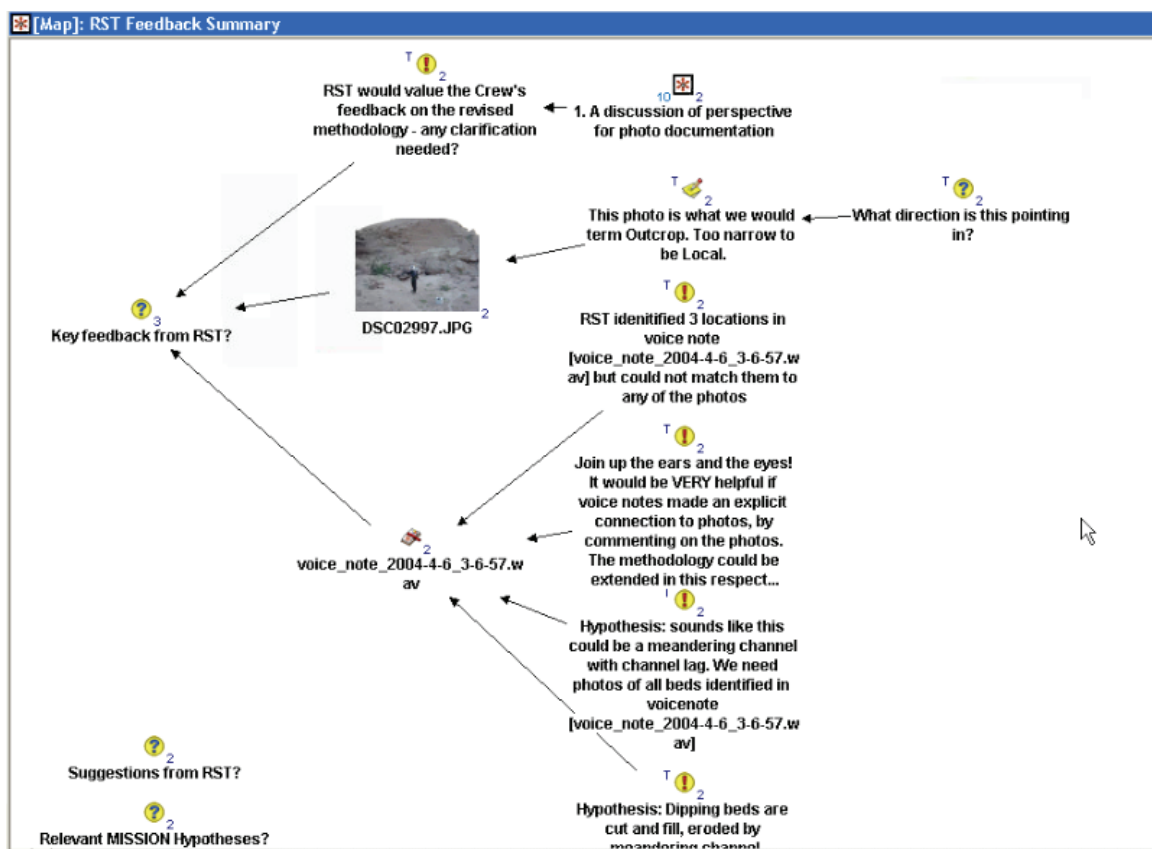 [Map]: RST Feedback Summary
T
2
RST would value the Crew's
feedback on the revised
methodology - any clarification
needed?
10 2
1. A discussion of perspective
for photo documentation
T
2
This photo is what we would
term Outcrop. Too narrow to
be Local.
T
2
What direction is this pointing
in?
2
DSC02997.JPG
3
Key feedback from RST?
T
2
RST idenitified 3 locations in
voice note
[voice_note_2004-4-6_3-6-57.w
av] but could not match them to
any of the photos
T
2
Join up the ears and the eyes!
It would be VERY helpful if
voice notes made an explicit
connection to photos, by
commenting on the photos.
The methodology could be
extended in this respect...
2
voice_note_2004-4-6_3-6-57.w
av
2
Hypothesis: sounds like this
could be a meandering channel
with channel lag. We need
photos of all beds identified in
voicenote
[voice_note_2004-4-6_3-6-57.w
av]
2
Suggestions from RST?
T
2
Hypothesis: Dipping beds are
cut and fill, eroded by
meandering channel
2
Relevant MISSION Hypotheses?